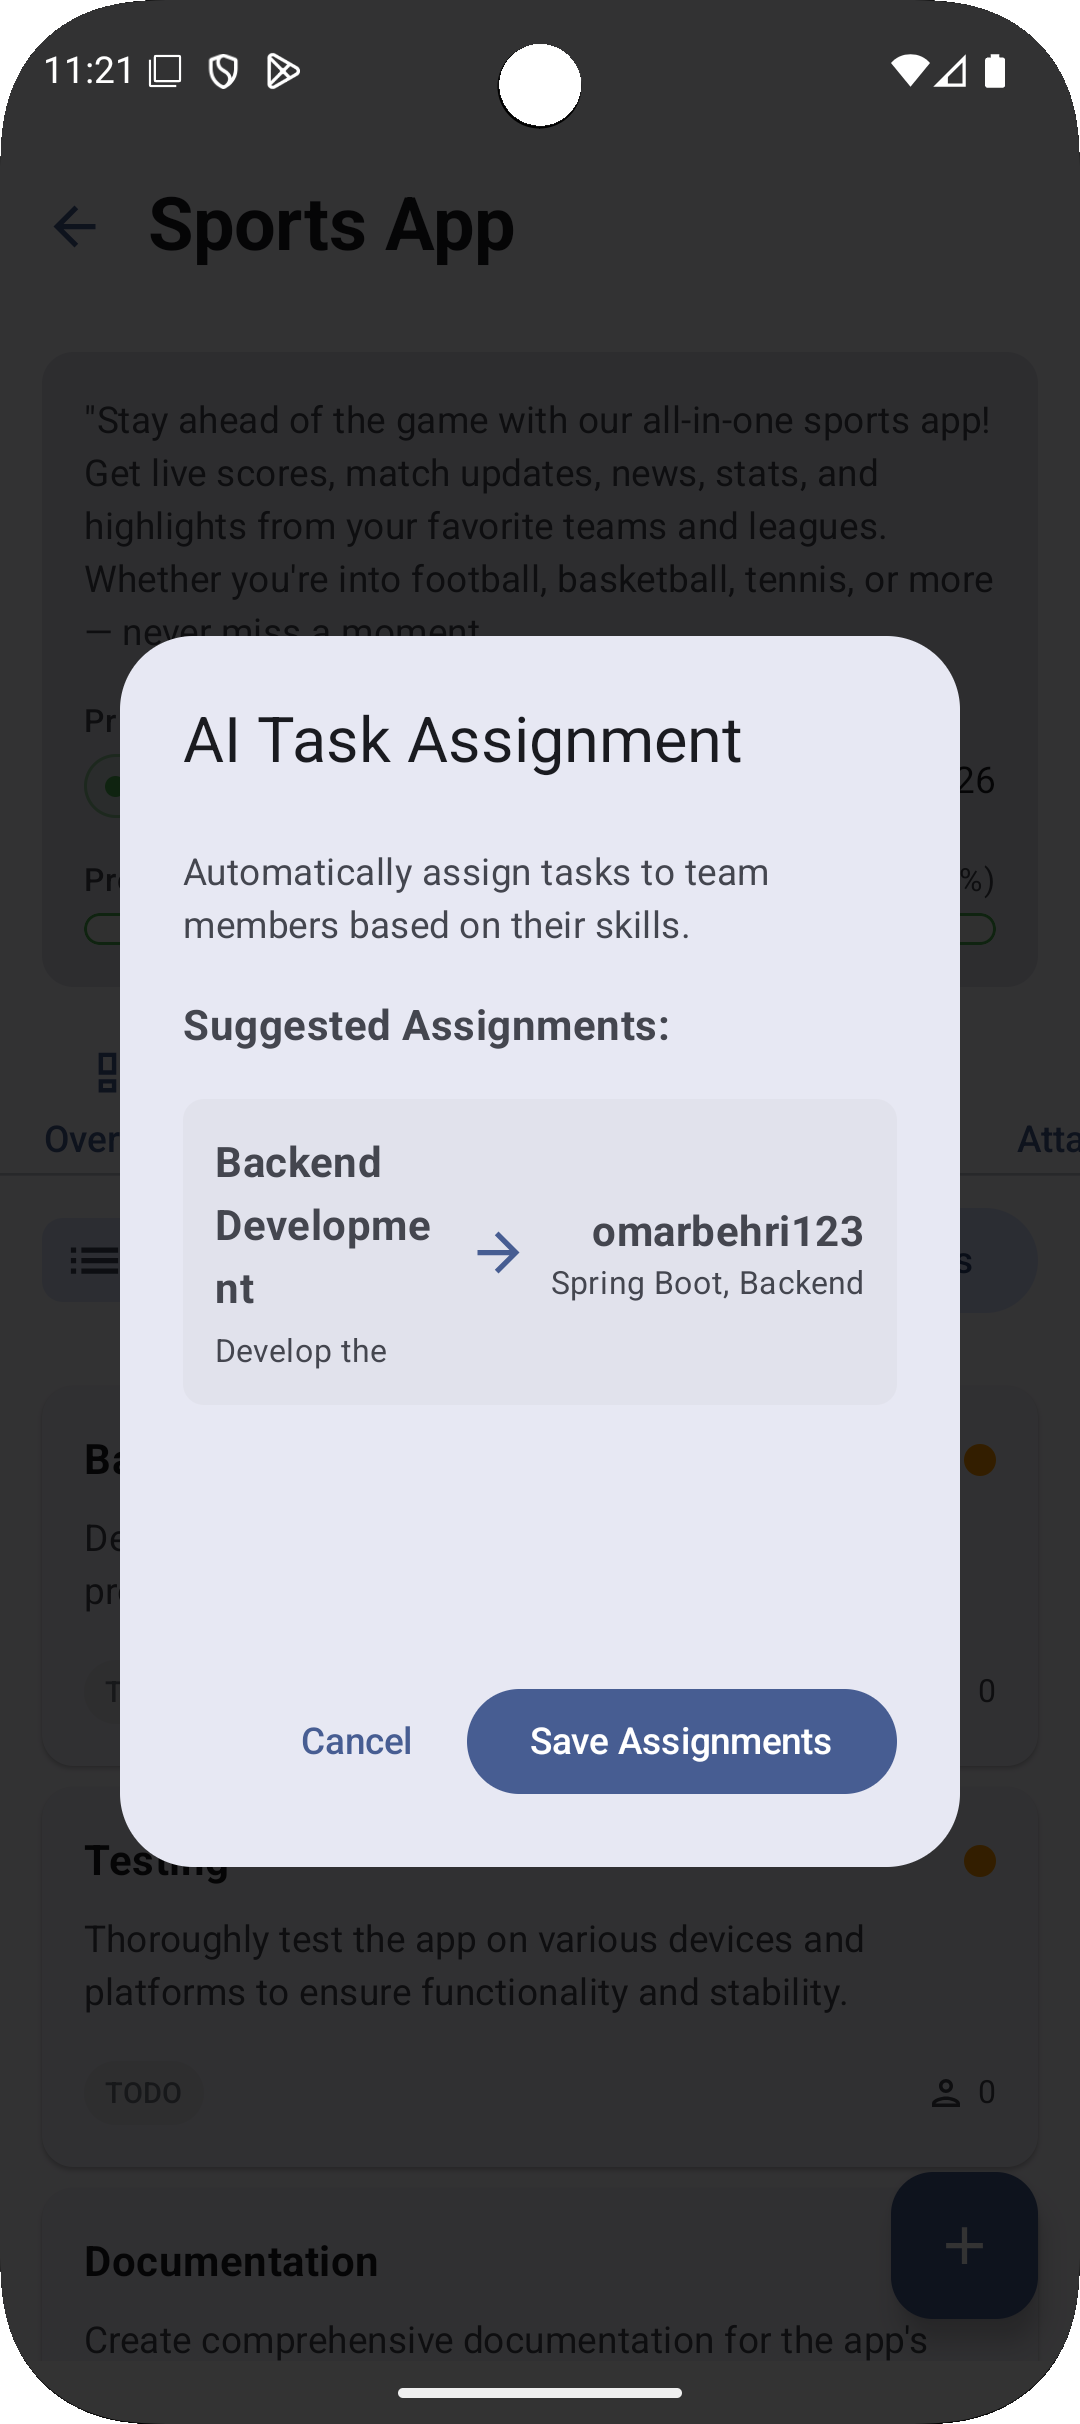 11:21
Sports App
"Stay ahead of the game with our all-in-one sports app!
Get live scores, match updates, news, stats, and
highlights from your favorite teams and leagues.
Whether you're into football, basketball, tennis, or more
— never miss a moment
Pr
26
Pro
%)
AI Task Assignment
Automatically assign tasks to team
members based on their skills.
Suggested Assignments:
Backend
Developme
nt
Develop the
omarbehri123
Spring Boot, Backend
Cancel
Save Assignments
Over
Atta
s
Ba
De
pro
T
0
Testing
Thoroughly test the app on various devices and
platforms to ensure functionality and stability.
TODO
0
Documentation
Create comprehensive documentation for the app's